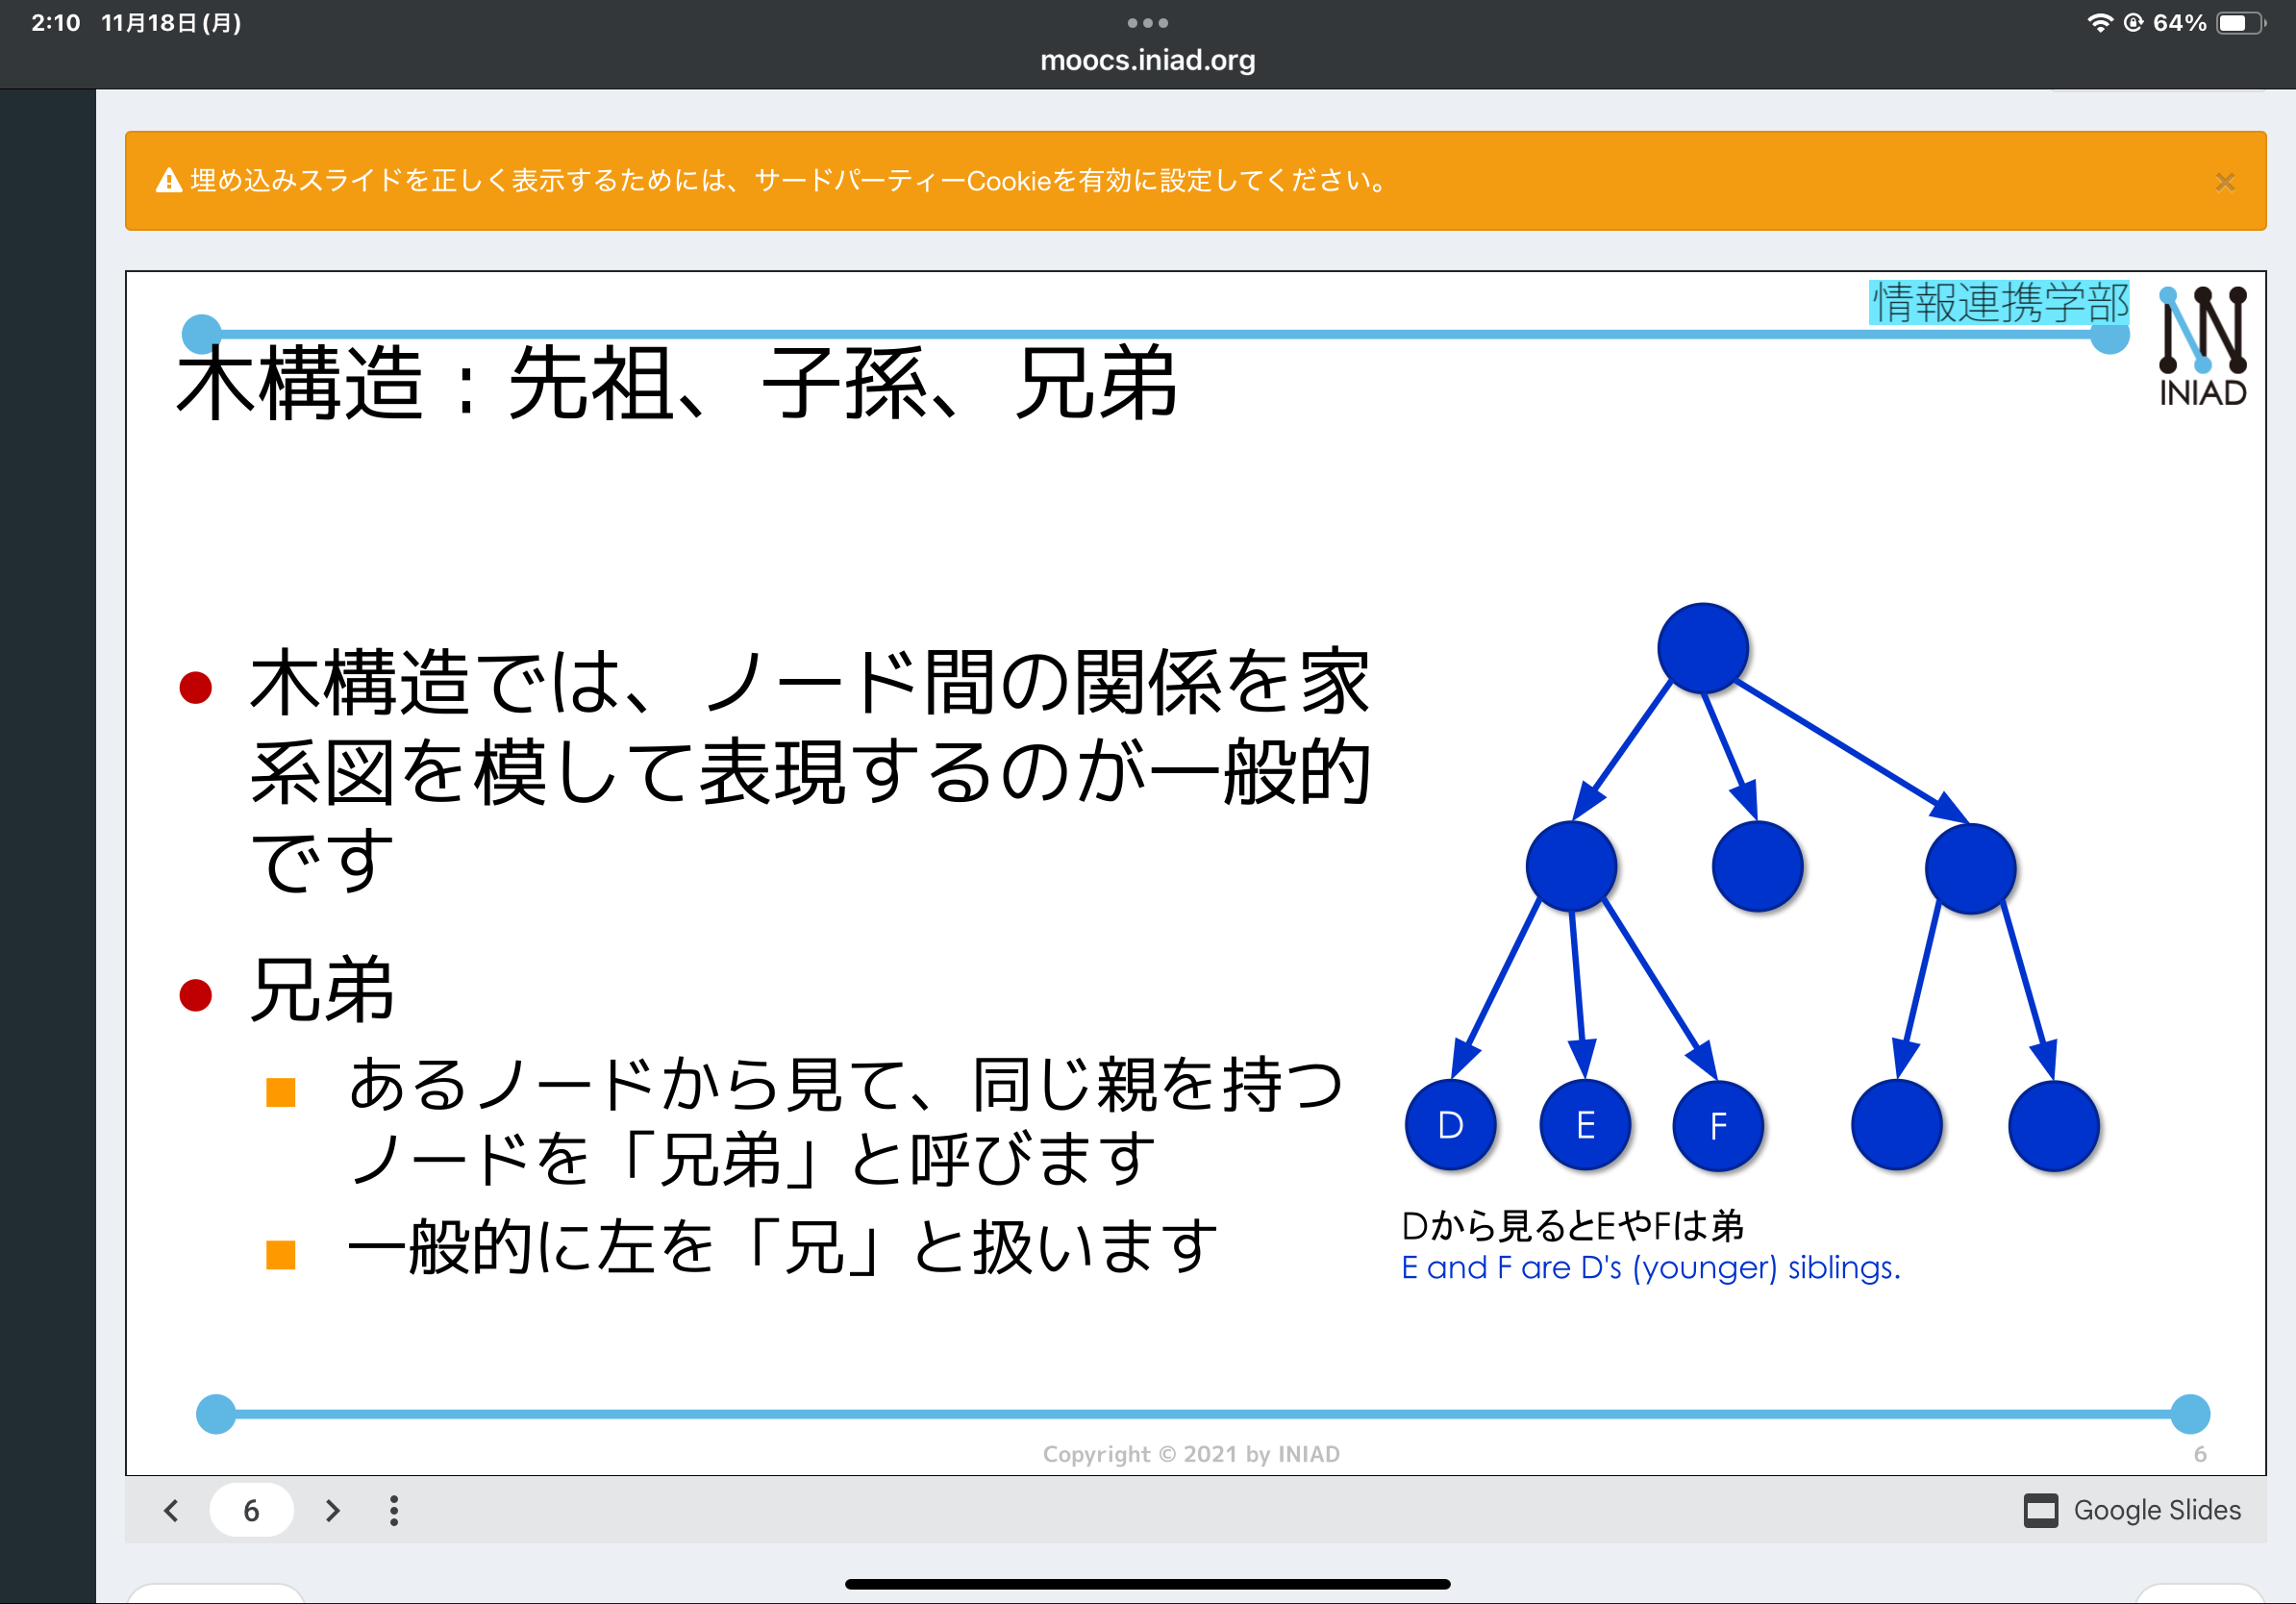 2:10 11月18日(月)
64%
moocs.iniad.org
埋め込みスライドを正しく表示するためには、サードパーティーCookieを有効に設定してください。
×
情報連携学部
INIAD
木構造：先祖、子孫、兄弟
木構造では、ノード間の関係を家
系図を模して表現するのが一般的
です
兄弟
あるノードから見て、同じ親を持つ
ノードを「兄弟」と呼びます
一般的に左を「兄」と扱います
D E F
Dから見るとEやFは弟
E and F are D's (younger) siblings.
Copyright © 2021 by INIAD
6
6
Google Slides